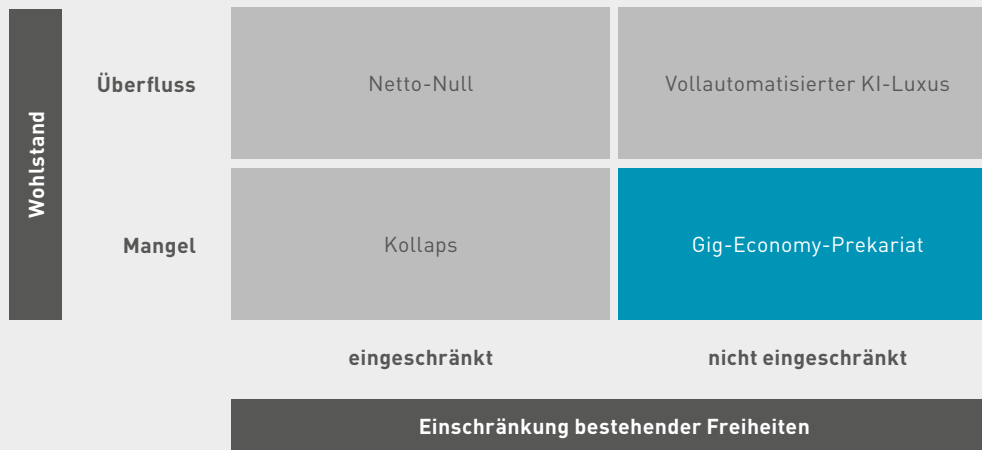 Wohlstand
Überfluss
Netto-Null
Vollautomatisierter KI-Luxus
Mangel
Kollaps
Gig-Economy-Prekariat
eingeschränkt
nicht eingeschränkt
Einschränkung bestehender Freiheiten